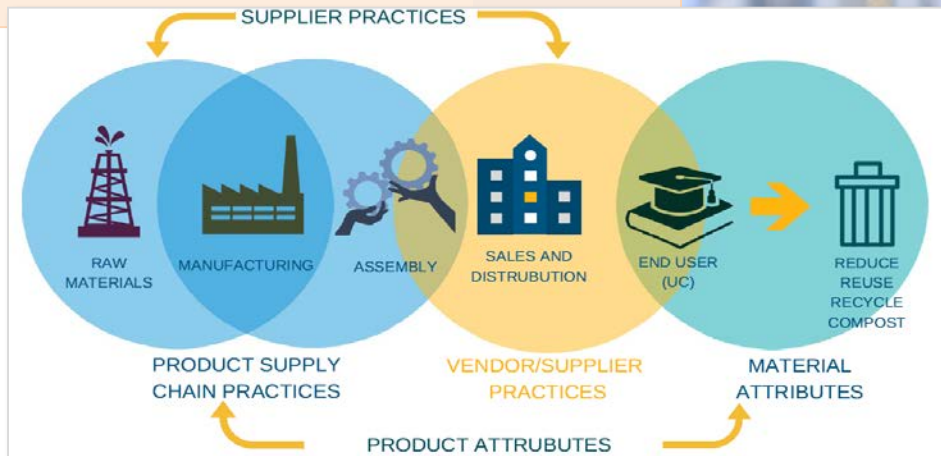 SUPPLIER PRACTICES
RAW
MATERIALS
MANUFACTURING
ASSEMBLY
SALES AND
DISTRUBUTION
END USER
(UC)
REDUCE
REUSE
RECYCLE
COMPOST
PRODUCT SUPPLY
CHAIN PRACTICES
VENDOR/SUPPLIER
PRACTICES
MATERIAL
ATTRIBUTES
PRODUCT ATTRUBUTES